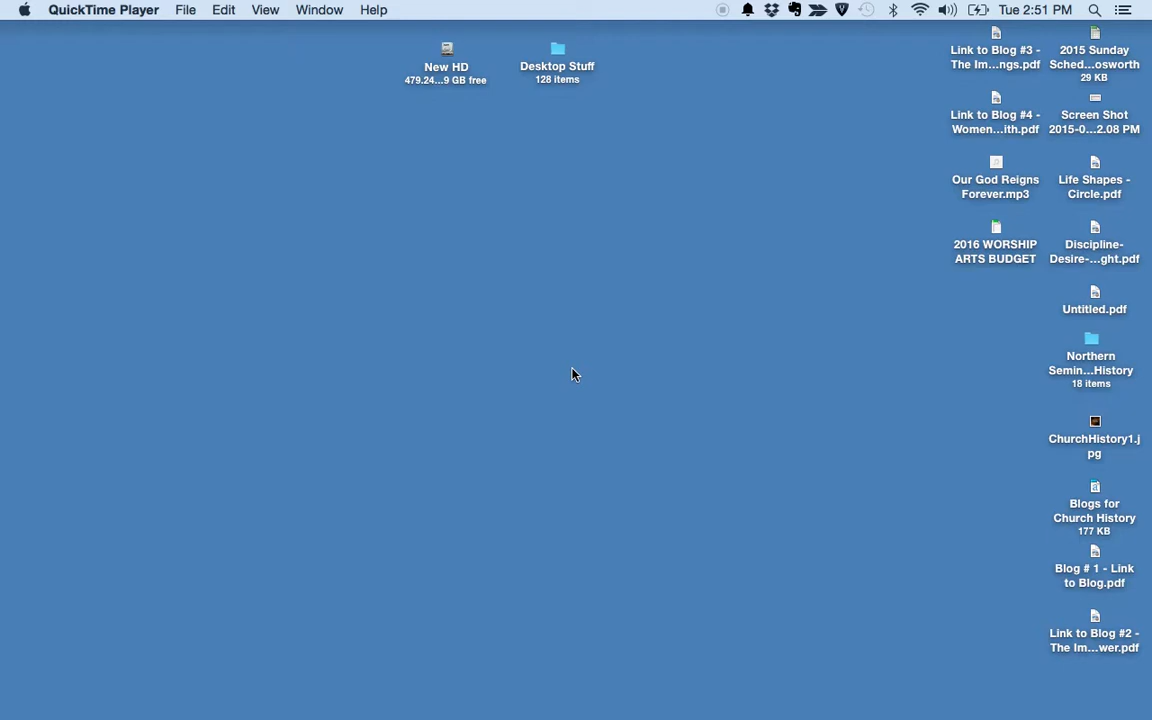 QuickTime Player File Edit View Window Help Tue 2:51 PM
New HD
479.24...9 GB free
Desktop Stuff
128 items
Link to Blog #3 -
The Im...ngs.pdf
2015 Sunday
Sched...osworth
29 KB
Link to Blog #4 -
Women...ith.pdf
Screen Shot
2015-0...2.08 PM
Our God Reigns
Forever.mp3
Life Shapes -
Circle.pdf
2016 WORSHIP
ARTS BUDGET
Discipline-
Desire-...ght.pdf
Untitled.pdf
Northern
Semin...History
18 items
ChurchHistory1.j
pg
Blogs for
Church History
177 KB
Blog # 1 - Link
to Blog.pdf
Link to Blog #2 -
The Im...wer.pdf